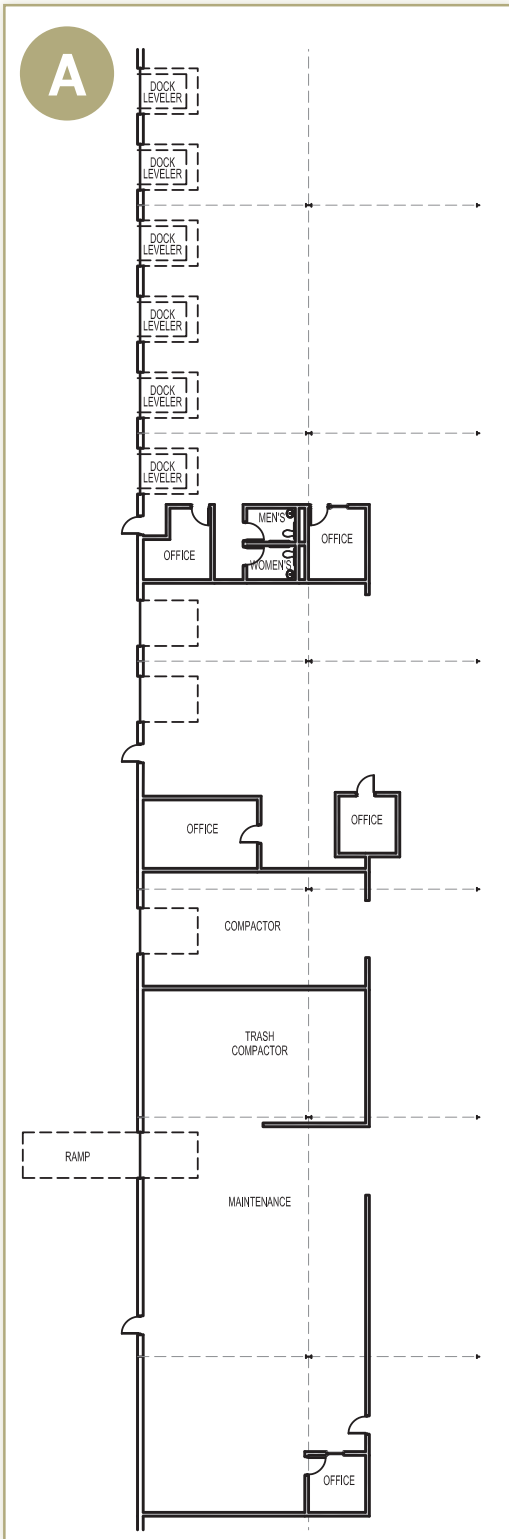 A
DOCK
LEVELER
DOCK
LEVELER
DOCK
LEVELER
DOCK
LEVELER
DOCK
LEVELER
DOCK
LEVELER
MEN'S
OFFICE
OFFICE
WOMEN'S
OFFICE
OFFICE
COMPACTOR
TRASH
COMPACTOR
RAMP
MAINTENANCE
OFFICE